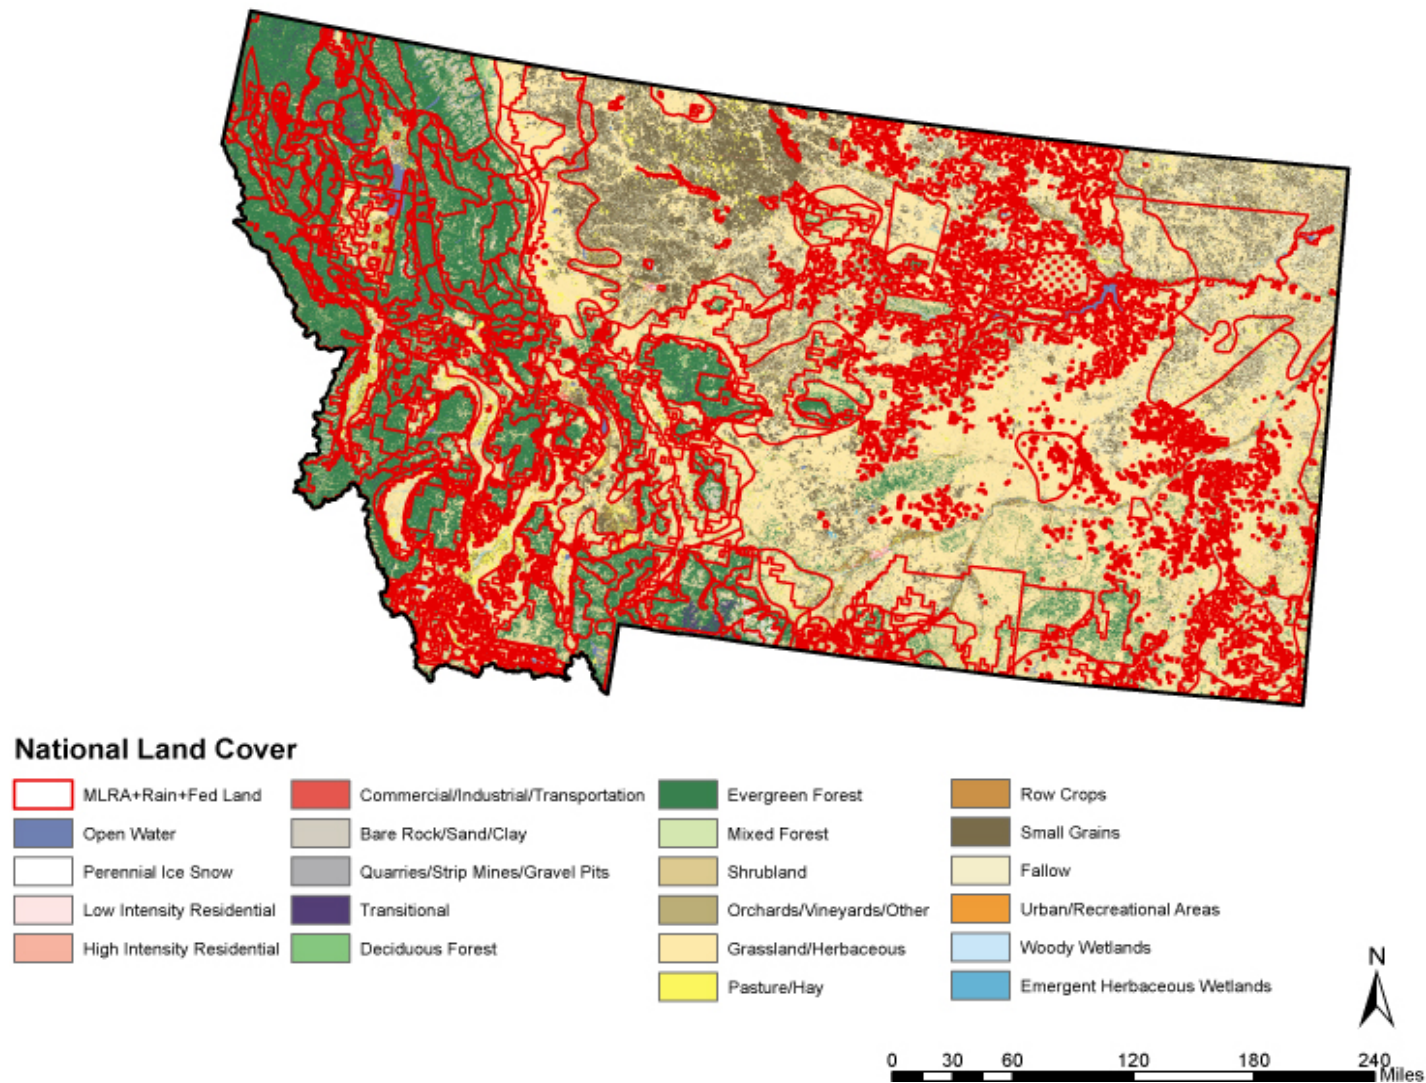 National Land Cover
MLRA+Rain+Fed Land
Open Water
Perennial Ice Snow
Low Intensity Residential
High Intensity Residential
Commercial/Industrial/Transportation
Bare Rock/Sand/Clay
Quarries/Strip Mines/Gravel Pits
Transitional
Deciduous Forest
Evergreen Forest
Mixed Forest
Shrubland
Orchards/Vineyards/Other
Grassland/Herbaceous
Pasture/Hay
Row Crops
Small Grains
Fallow
Urban/Recreational Areas
Woody Wetlands
Emergent Herbaceous Wetlands
N
0 30 60 120 180 240
Miles